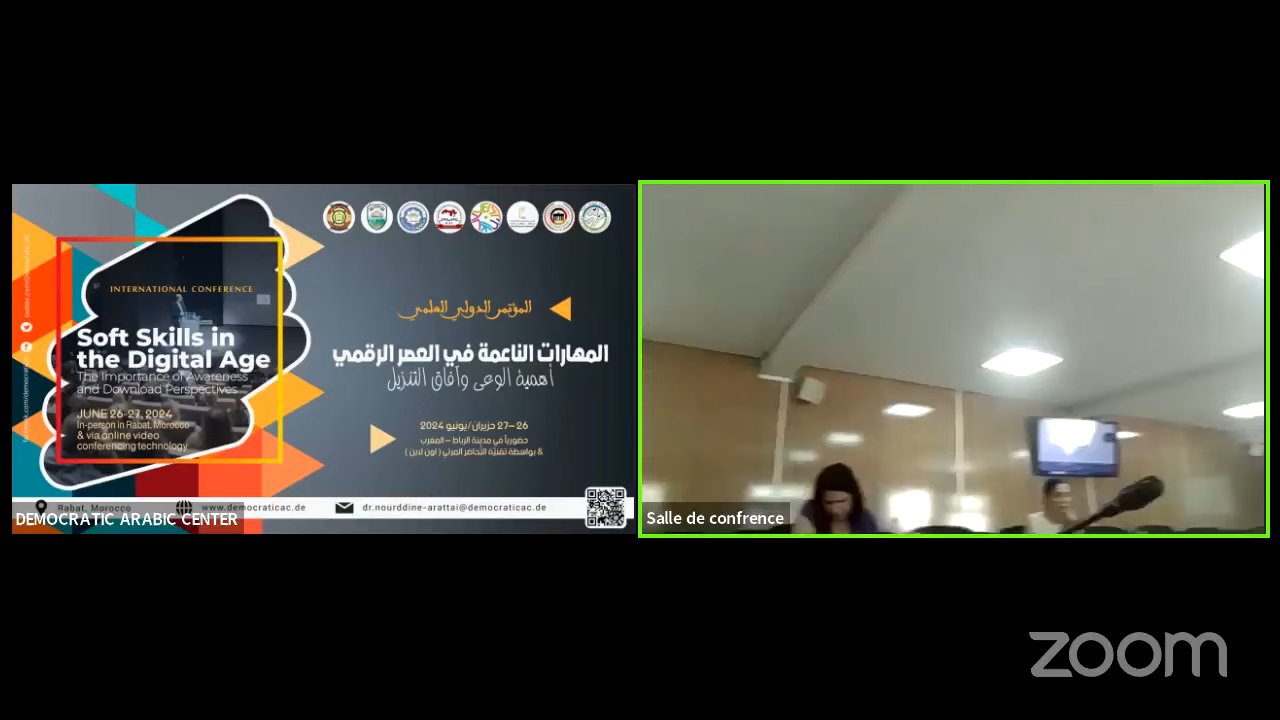 INTERNATIONAL CONFERENCE
Soft Skills in
the Digital Age
The Importance of Awareness
and Download Perspectives
JUNE 26-27, 2024
In-person in Rabat, Morocco
& via online video
conferencing technology
المؤتمر الدولي العلمي
المهارات الناعمة في العصر الرقمي
أهمية الوعي وآفاق التنزيل
26-27 حزيران/يونيو 2024
حضورياً في مدينة الرباط – المغرب
& بواسطة تقنية التحاضر المرئي ( اون لاين )
Rabat, Morocco
www.democraticac.de
dr.nourddine-arattai@democraticac.de
DEMOCRATIC ARABIC CENTER
Salle de confrence
zoom